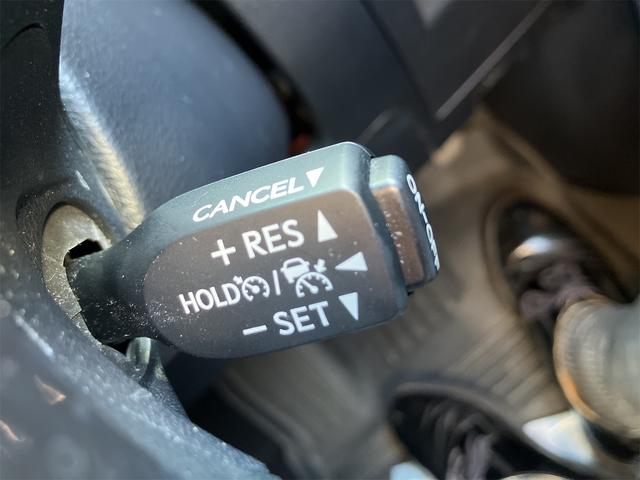 CANCEL
+ RES
HOLD /
− SET
ON-OFF